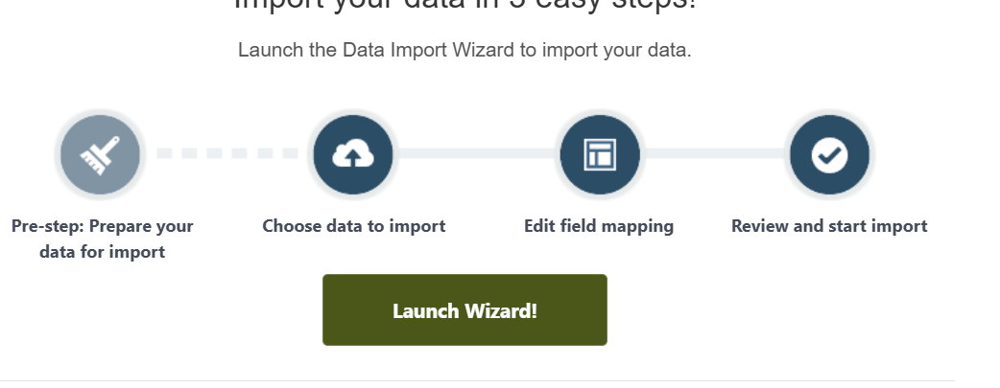 Import your data in 3 easy steps!
Launch the Data Import Wizard to import your data.
Pre-step: Prepare your
data for import
Choose data to import
Edit field mapping
Review and start import
Launch Wizard!